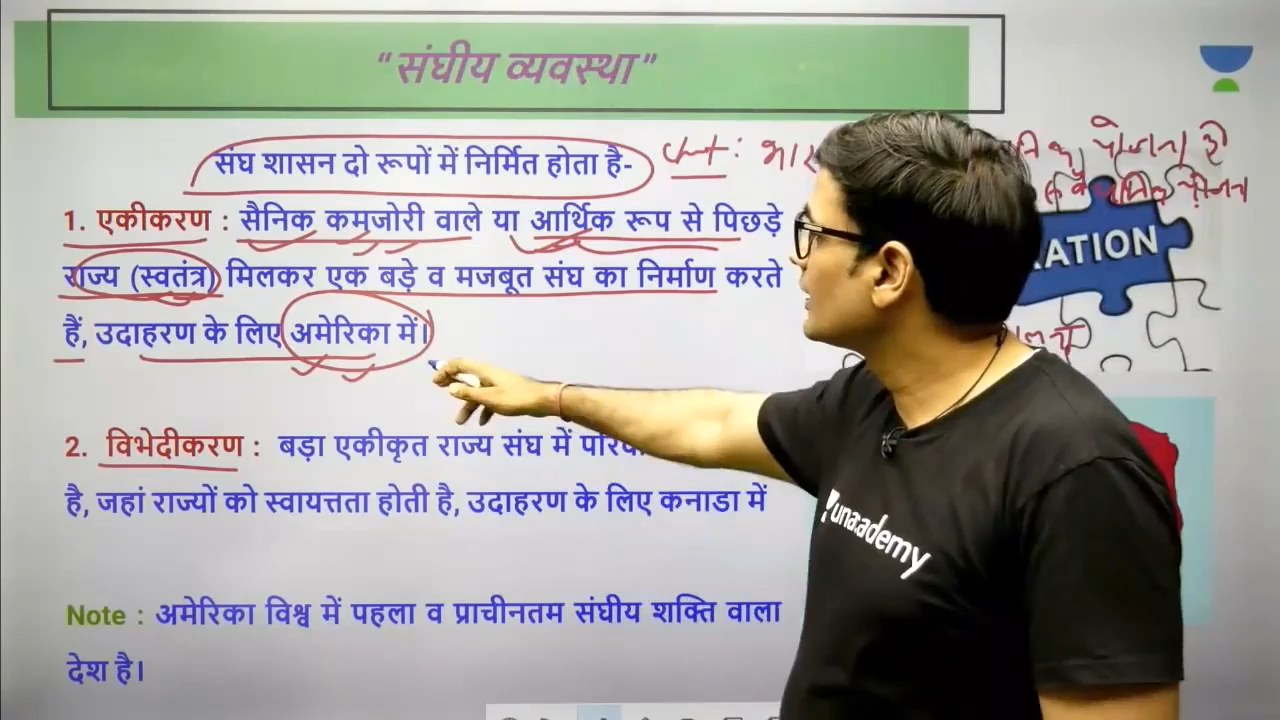 “संघीय व्यवस्था”
संघ शासन दो रूपों में निर्मित होता है-
1. एकीकरण : सैनिक कमजोरी वाले या आर्थिक रूप से पिछड़े
राज्य (स्वतंत्र) मिलकर एक बड़े व मजबूत संघ का निर्माण करते
हैं, उदाहरण के लिए अमेरिका में।
2. विभेदीकरण : बड़ा एकीकृत राज्य संघ में
है, जहां राज्यों को स्वायत्तता होती है, उदाहरण के लिए कनाडा में
Note : अमेरिका विश्व में पहला व प्राचीनतम संघीय शक्ति वाला
देश है।
unacademy